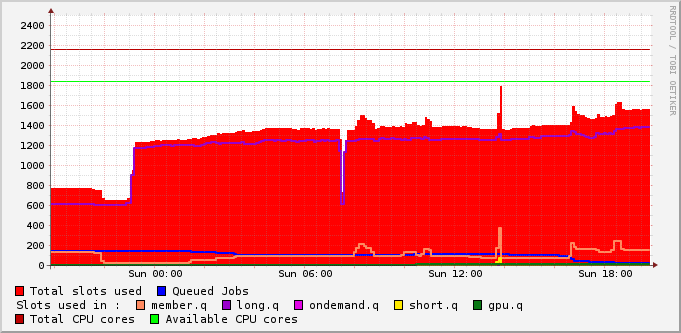 2400
2200
2000
1800
1600
1400
1200
1000
800
600
400
200
0
Sun 00:00 Sun 06:00 Sun 12:00 Sun 18:00
Total slots used Queued Jobs
Slots used in : member.q long.q ondemand.q short.q gpu.q
Total CPU cores Available CPU cores
RRDTOOL / TOBI OETIKER